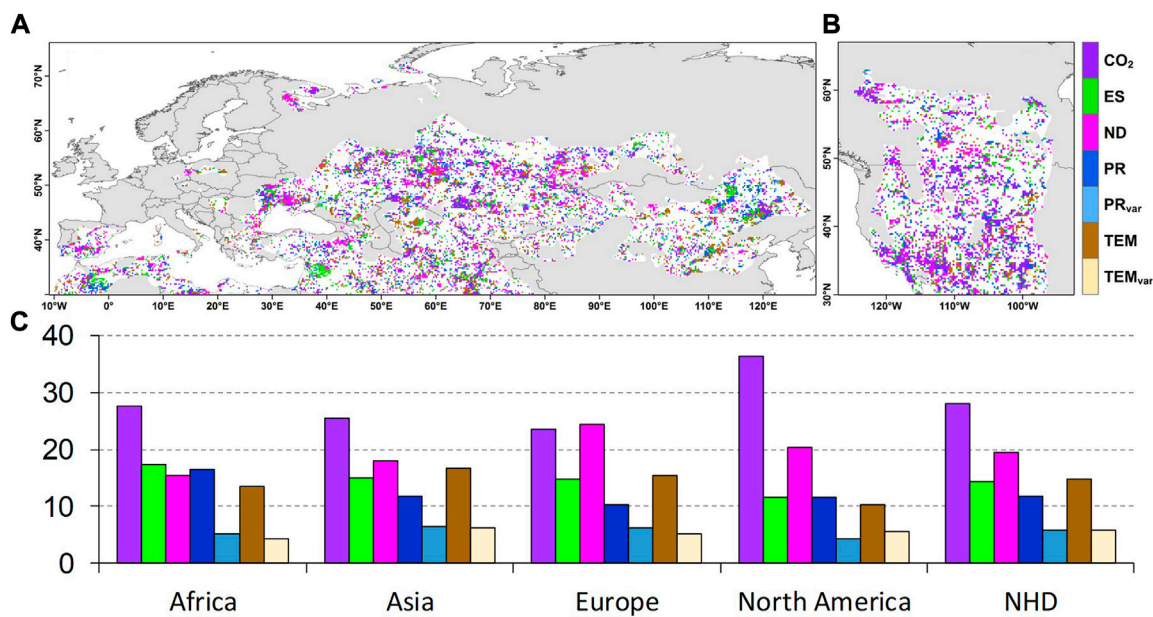 A
B
70°N
60°N
50°N
40°N
10°W 0° 10°E 20°E 30°E 40°E 50°E 60°E 70°E 80°E 90°E 100°E 110°E 120°E
60°N
50°N
40°N
30°N
120°W 110°W 100°W
CO₂
ES
ND
PR
PRvar
TEM
TEMvar
C
40
30
20
10
0
Africa Asia Europe North America NHD